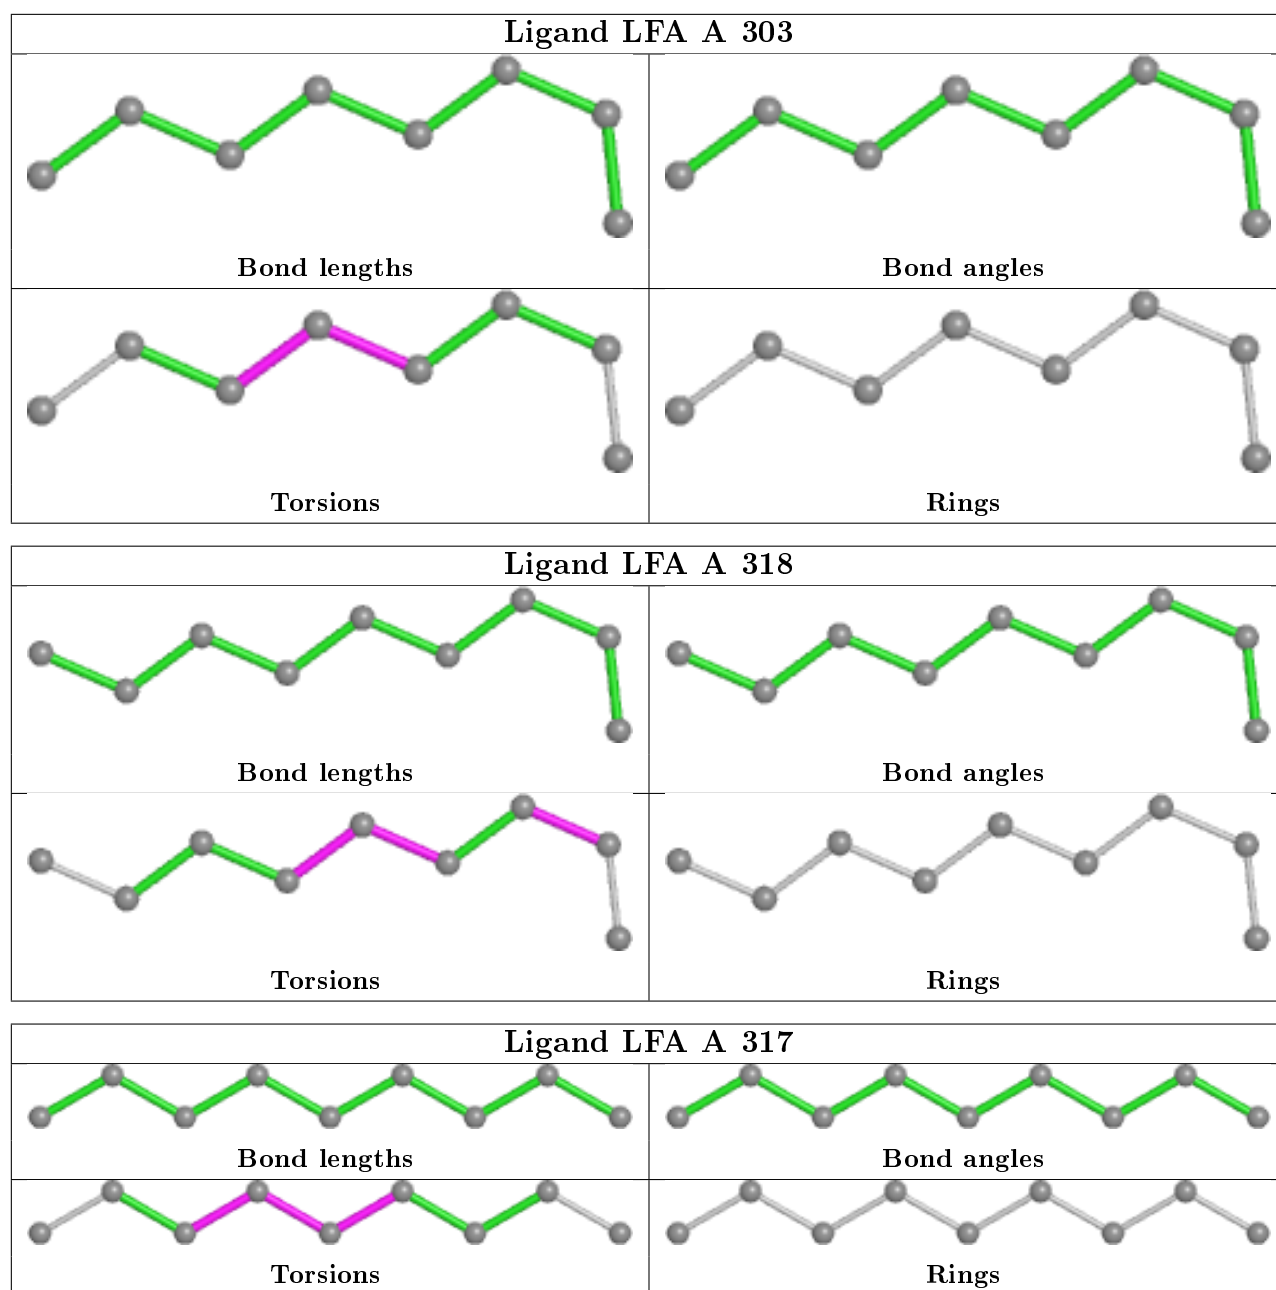 Ligand LFA A 303
Bond lengths
Bond angles
Torsions
Rings
Ligand LFA A 318
Bond lengths
Bond angles
Torsions
Rings
Ligand LFA A 317
Bond lengths
Bond angles
Torsions
Rings